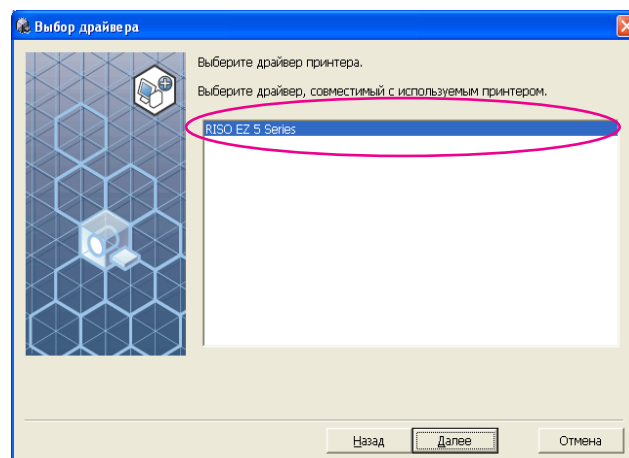 Выбор драйвера
Выберите драйвер принтера.
Выберите драйвер, совместимый с используемым принтером.
RISO EZ 5 Series
Назад Далее Отмена